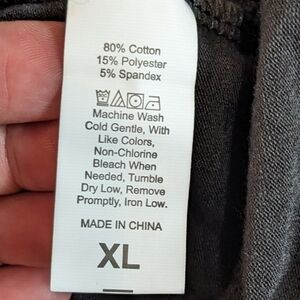 80% Cotton
15% Polyester
5% Spandex
Machine Wash
Cold Gentle, With
Like Colors,
Non-Chlorine
Bleach When
Needed, Tumble
Dry Low, Remove
Promptly, Iron Low.
MADE IN CHINA
XL